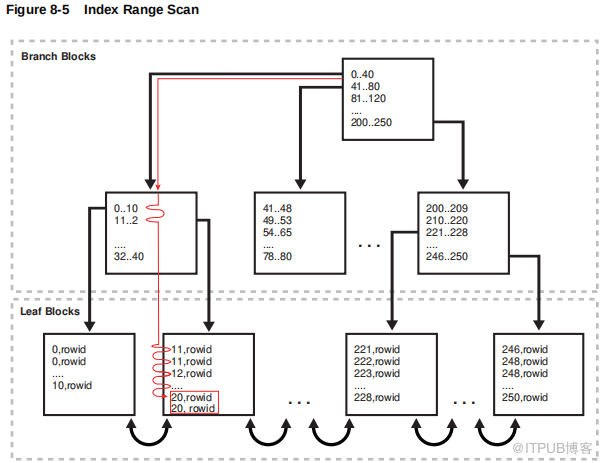 Figure 8-5 Index Range Scan
Branch Blocks
0..40
41..80
81..120
....
200..250
0..10
11..2
....
32..40
41..48
49..53
54..65
....
78..80
...
200..209
210..220
221..228
....
246..250
Leaf Blocks
0,rowid
0,rowid
....
10,rowid
11,rowid
11,rowid
12,rowid
....
20,rowid
20, rowid
...
221,rowid
222,rowid
223,rowid
....
228,rowid
...
246,rowid
248,rowid
248,rowid
....
250,rowid
@ITPUB博客